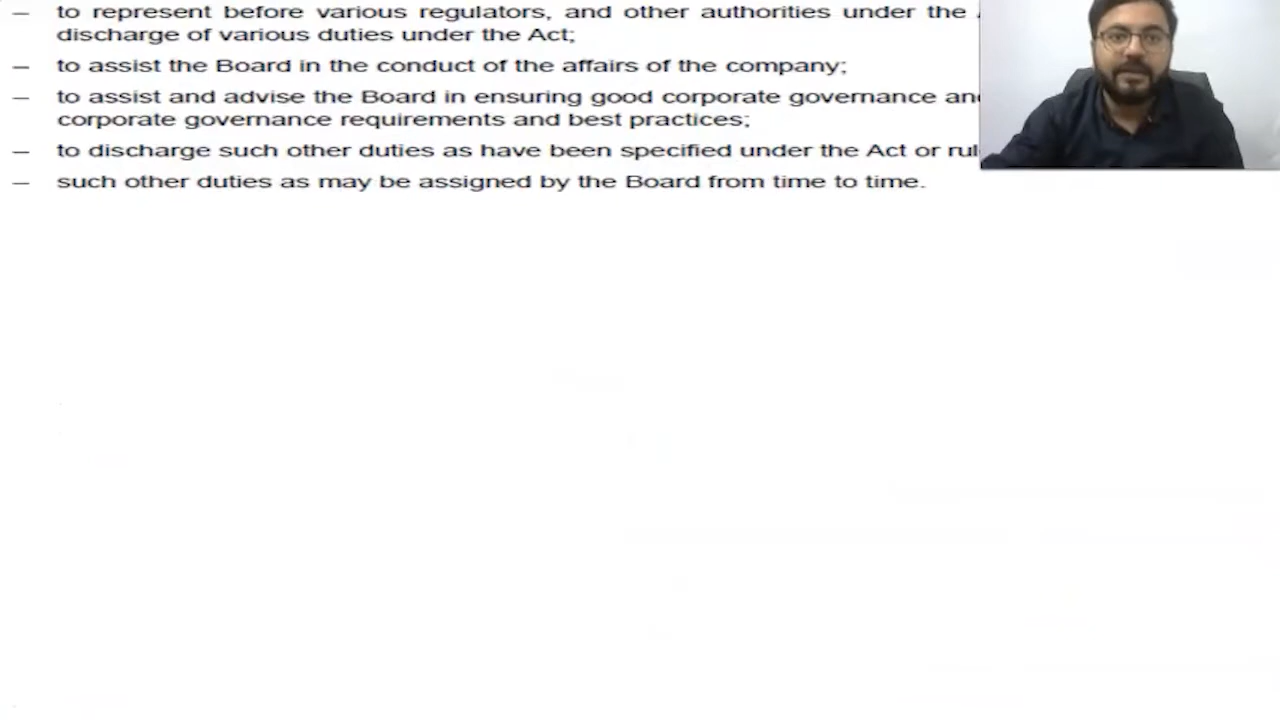 – to represent before various regulators, and other authorities under the
discharge of various duties under the Act;
– to assist the Board in the conduct of the affairs of the company;
– to assist and advise the Board in ensuring good corporate governance
corporate governance requirements and best practices;
– to discharge such other duties as have been specified under the Act or
– such other duties as may be assigned by the Board from time to time.